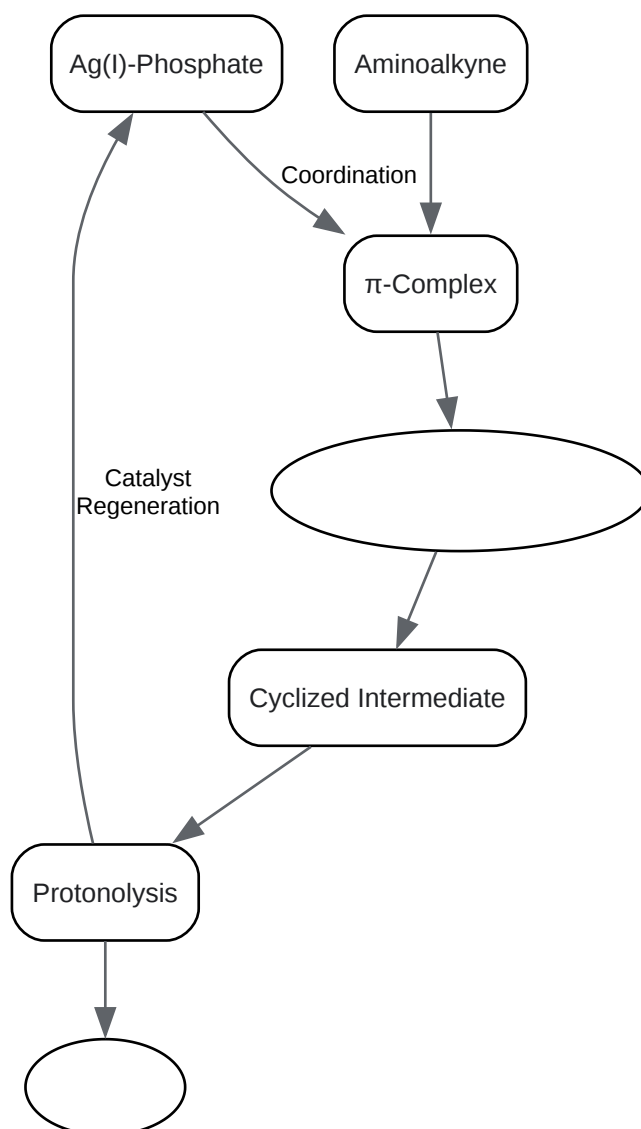 Ag(I)-Phosphate
Aminoalkyne
Coordination
π-Complex
Catalyst
Regeneration
Cyclized Intermediate
Protonolysis